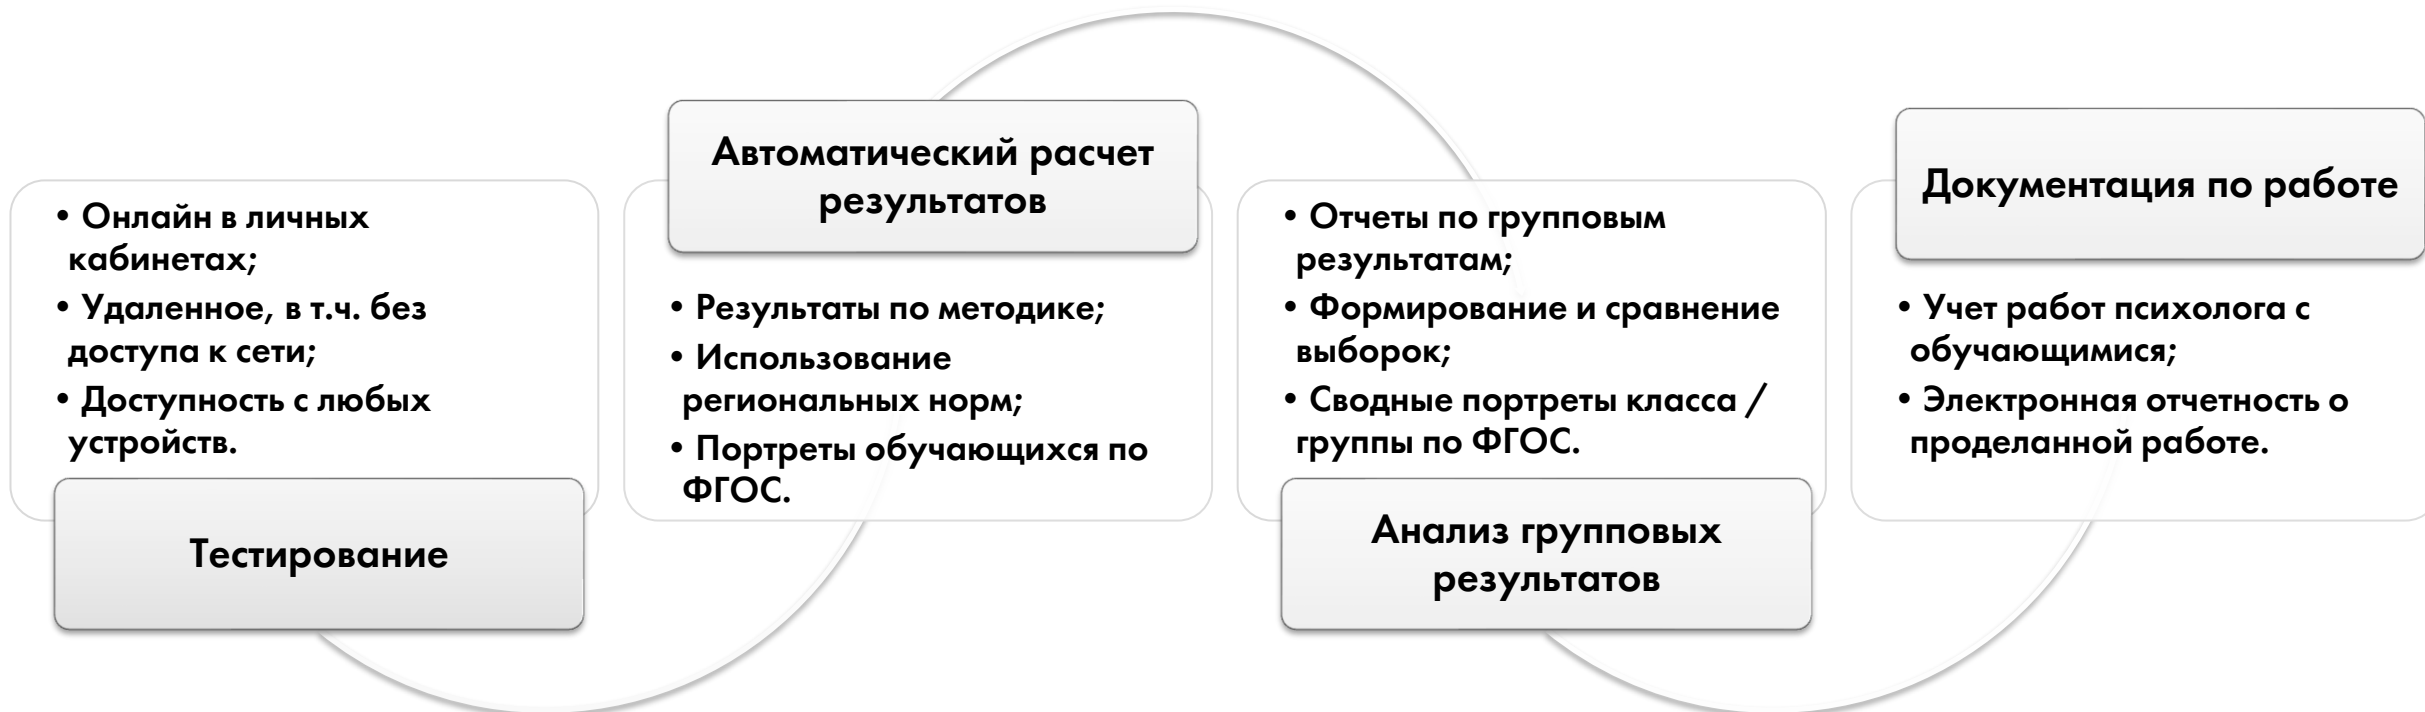 • Онлайн в личных
кабинетах;
• Удаленное, в т.ч. без
доступа к сети;
• Доступность с любых
устройств.
Тестирование
Автоматический расчет
результатов
• Результаты по методике;
• Использование
региональных норм;
• Портреты обучающихся по
ФГОС.
• Отчеты по групповым
результатам;
• Формирование и сравнение
выборок;
• Сводные портреты класса /
группы по ФГОС.
Анализ групповых
результатов
Документация по работе
• Учет работ психолога с
обучающимися;
• Электронная отчетность о
проделанной работе.